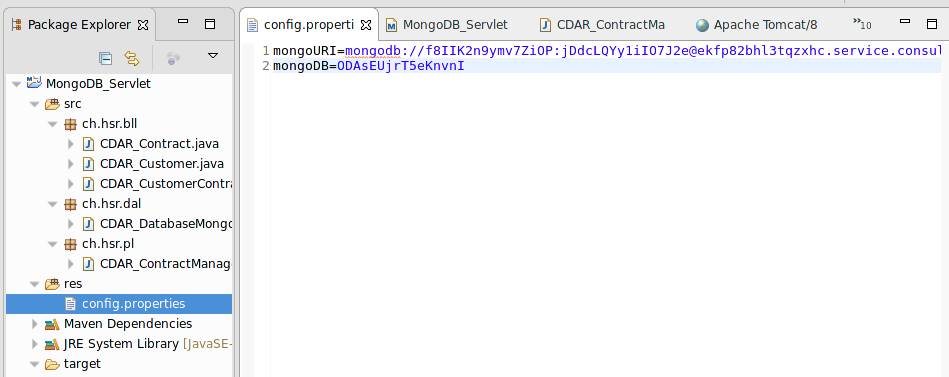 Package Explorer
MongoDB_Servlet
src
ch.hsr.bll
CDAR_Contract.java
CDAR_Customer.java
CDAR_CustomerContra
ch.hsr.dal
CDAR_DatabaseMongo
ch.hsr.pl
CDAR_ContractManag
res
config.properties
Maven Dependencies
JRE System Library [JavaSE-
target
config.properti MongoDB_Servlet CDAR_ContractMa Apache Tomcat/8 »10
1 mongoURI=mongodb://f8IIK2n9ymv7ZiOP:jDdcLQYy1iIO7J2e@ekfp82bhl3tqzxhc.service.consul
2 mongoDB=ODAsEUjrT5eKnvnI